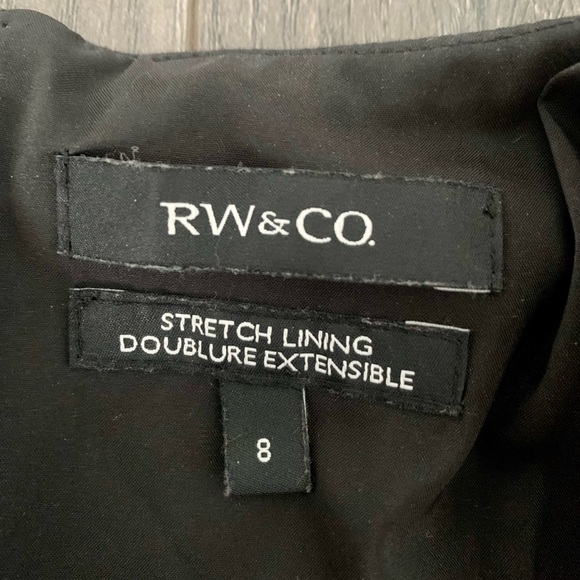 RW&CO.
STRETCH LINING
DOUBLURE EXTENSIBLE
8